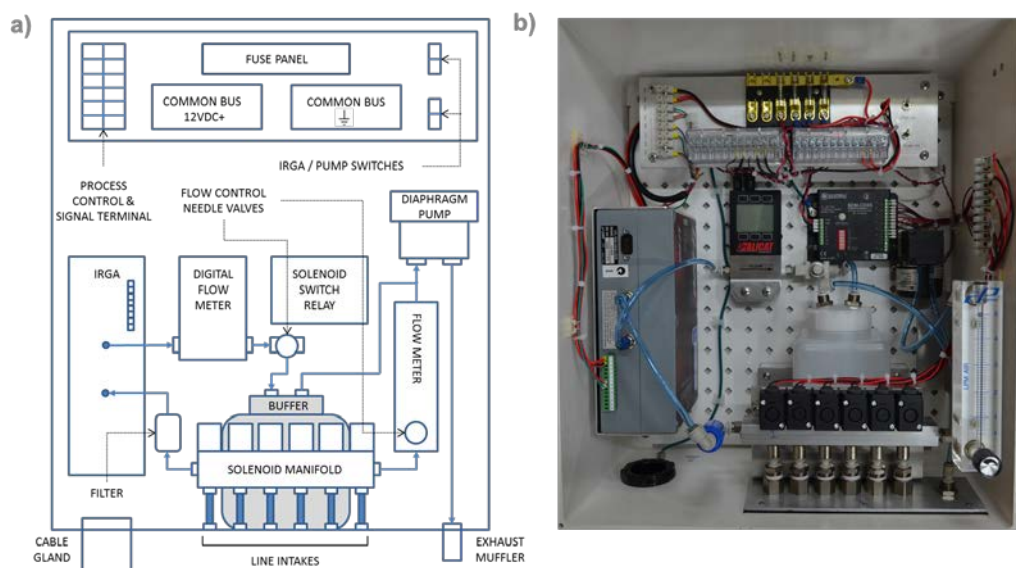 a)
FUSE PANEL
COMMON BUS
12VDC+
COMMON BUS
IRGA / PUMP SWITCHES
PROCESS
CONTROL &
SIGNAL TERMINAL
FLOW CONTROL
NEEDLE VALVES
DIAPHRAGM
PUMP
IRGA
DIGITAL
FLOW
METER
SOLENOID
SWITCH
RELAY
FLOW METER
BUFFER
SOLENOID MANIFOLD
FILTER
CABLE
GLAND
LINE INTAKES
EXHAUST
MUFFLER
b)
ALICAT
LPM AIR